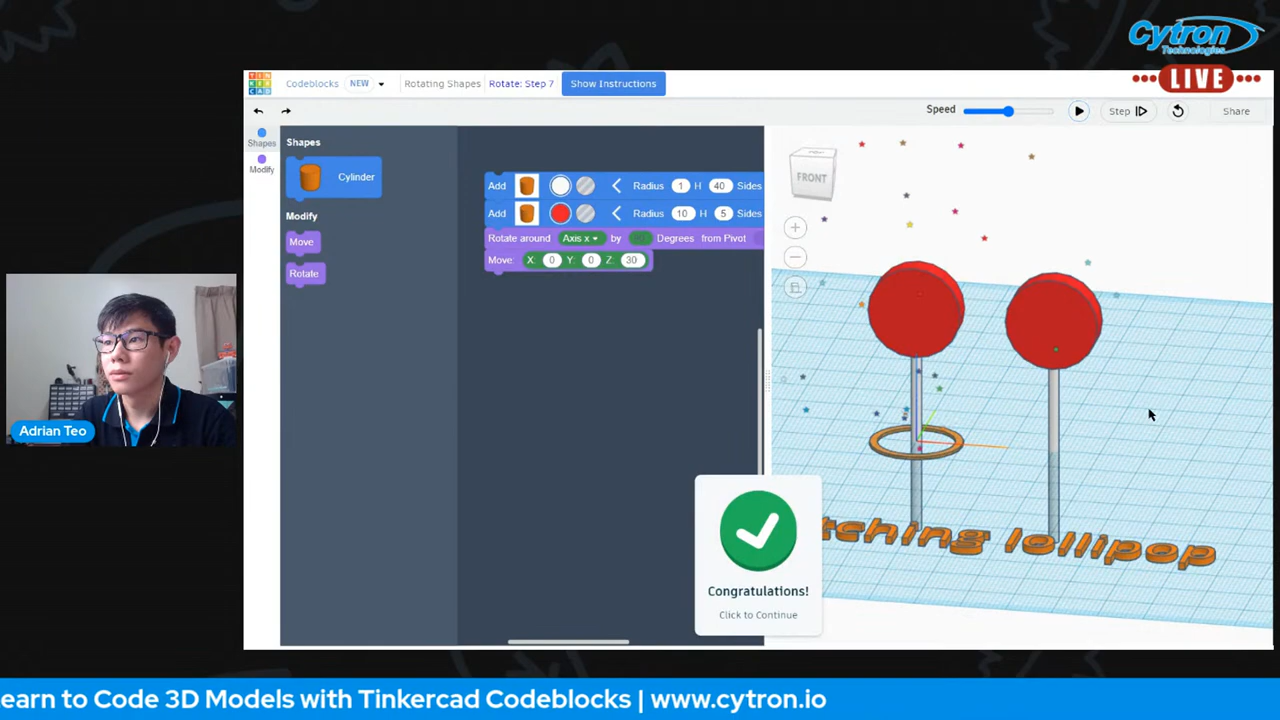 Cytron
Technologies
LIVE
Codeblocks NEW Rotating Shapes Rotate: Step 7 Show Instructions
Speed Step Share
Shapes
Modify
Shapes
Cylinder
Modify
Move
Rotate
Add Radius 1 H 40 Sides
Add Radius 10 H 5 Sides
Rotate around Axis x by Degrees from Pivot
Move: X: 0 Y: 0 Z: 30
FRONT
tching lollipop
Congratulations!
Click to Continue
Adrian Teo
earn to Code 3D Models with Tinkercad Codeblocks | www.cytron.io